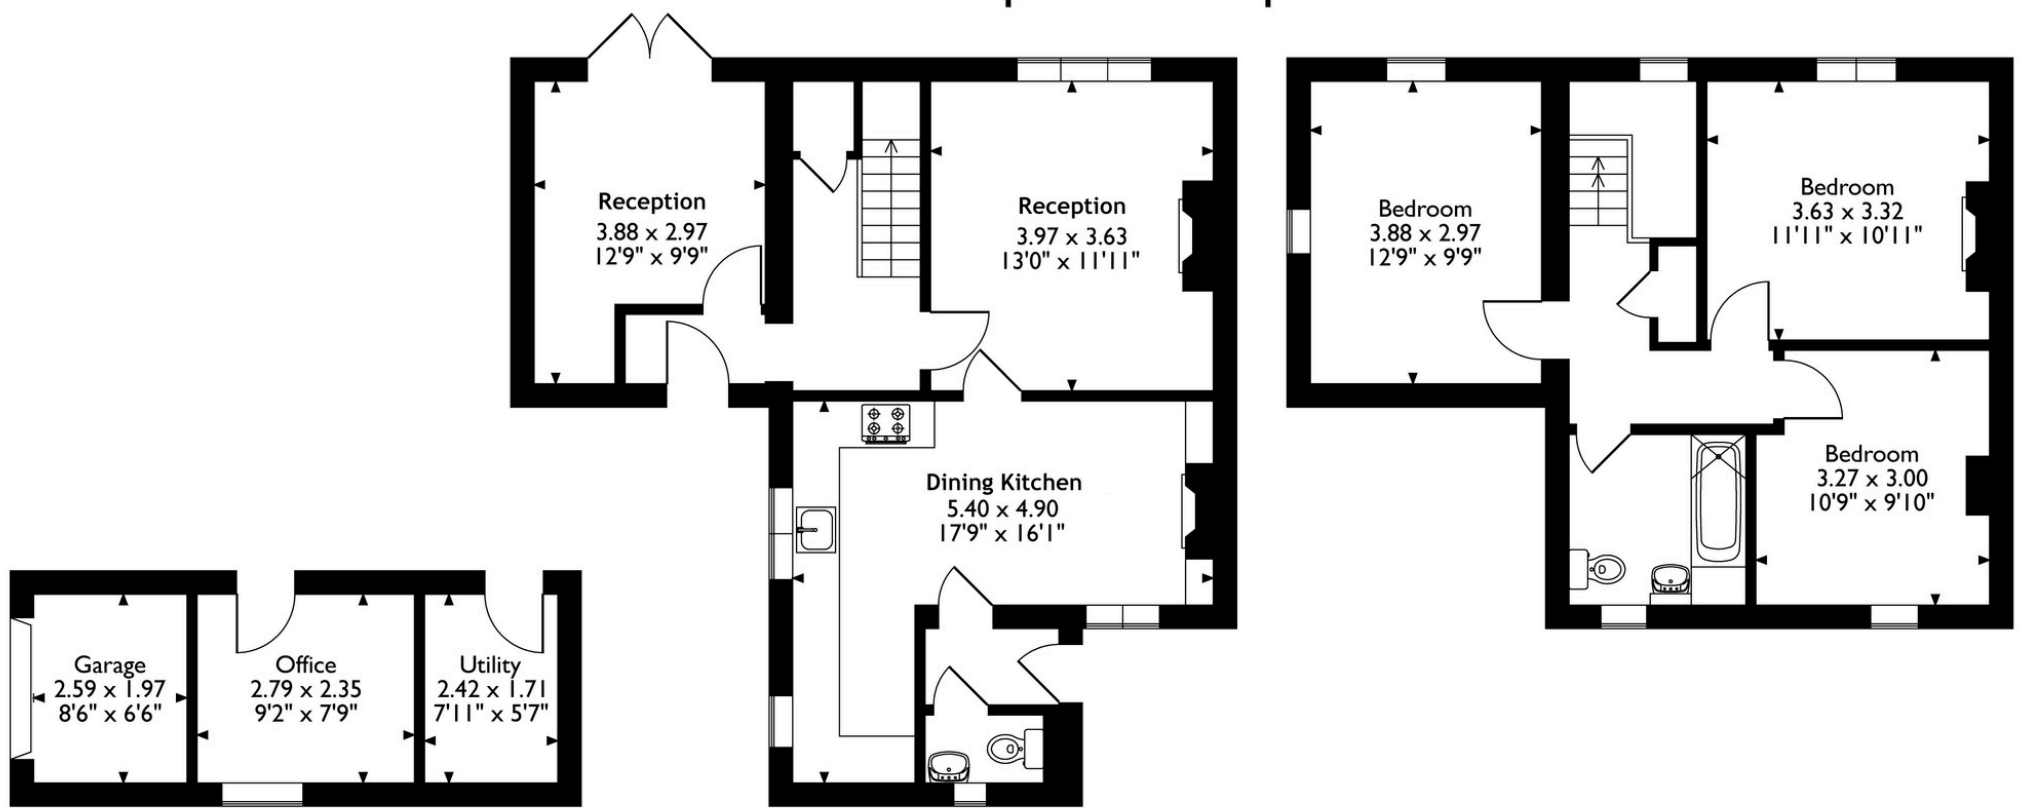 Reception
3.88 x 2.97
12'9" x 9'9"
Reception
3.97 x 3.63
13'0" x 11'11"
Bedroom
3.88 x 2.97
12'9" x 9'9"
Bedroom
3.63 x 3.32
11'11" x 10'11"
Dining Kitchen
5.40 x 4.90
17'9" x 16'1"
Bedroom
3.27 x 3.00
10'9" x 9'10"
Garage
2.59 x 1.97
8'6" x 6'6"
Office
2.79 x 2.35
9'2" x 7'9"
Utility
2.42 x 1.71
7'11" x 5'7"